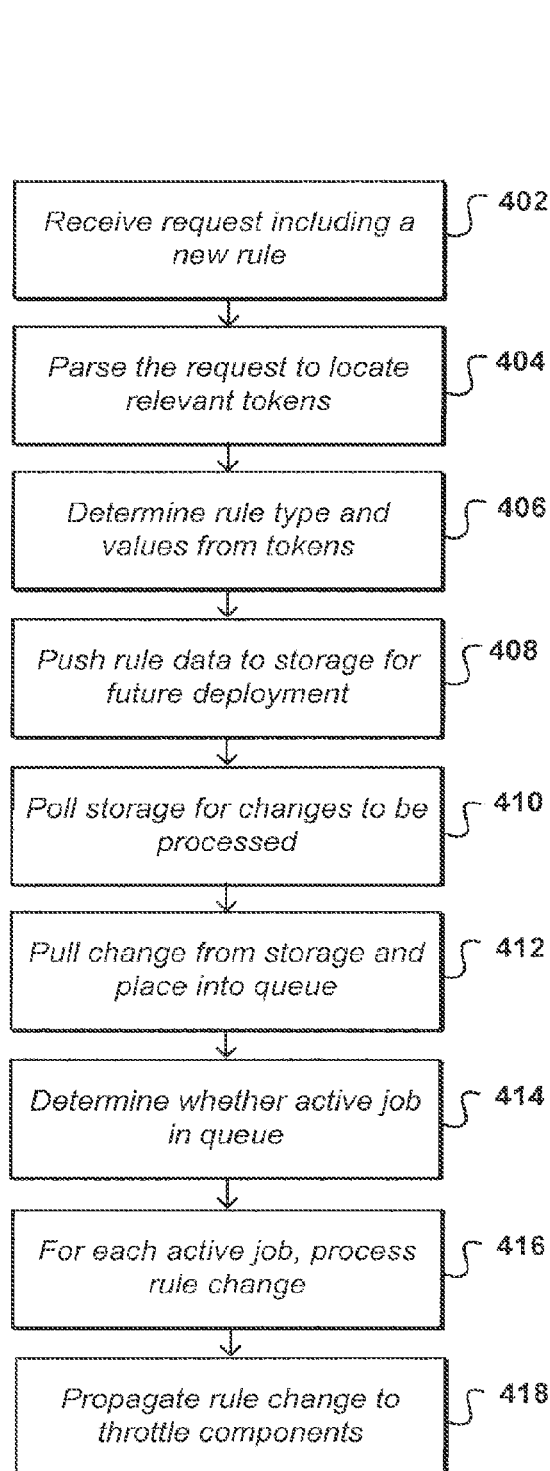 Receive request including a
new rule
402
Parse the request to locate
relevant tokens
404
Determine rule type and
values from tokens
406
Push rule data to storage for
future deployment
408
Poll storage for changes to be
processed
410
Pull change from storage and
place into queue
412
Determine whether active job
in queue
414
For each active job, process
rule change
416
Propagate rule change to
throttle components
418